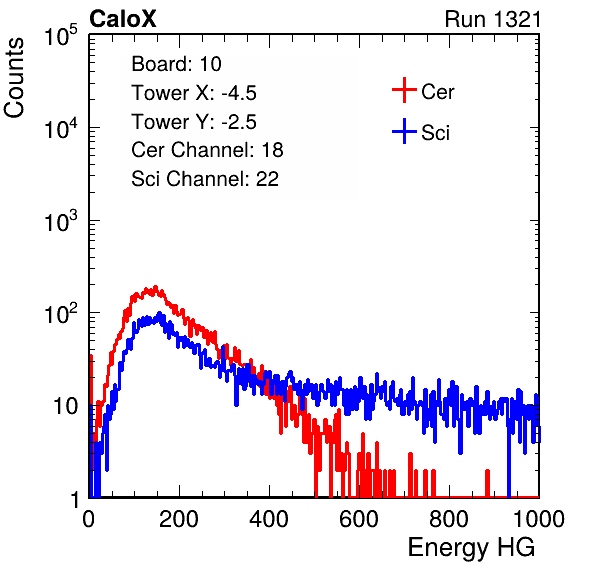 CaloX Run 1321
Counts
Board: 10
Tower X: -4.5
Tower Y: -2.5
Cer Channel: 18
Sci Channel: 22
Cer
Sci
10^5
10^4
10^3
10^2
10
1
0 200 400 600 800 1000
Energy HG